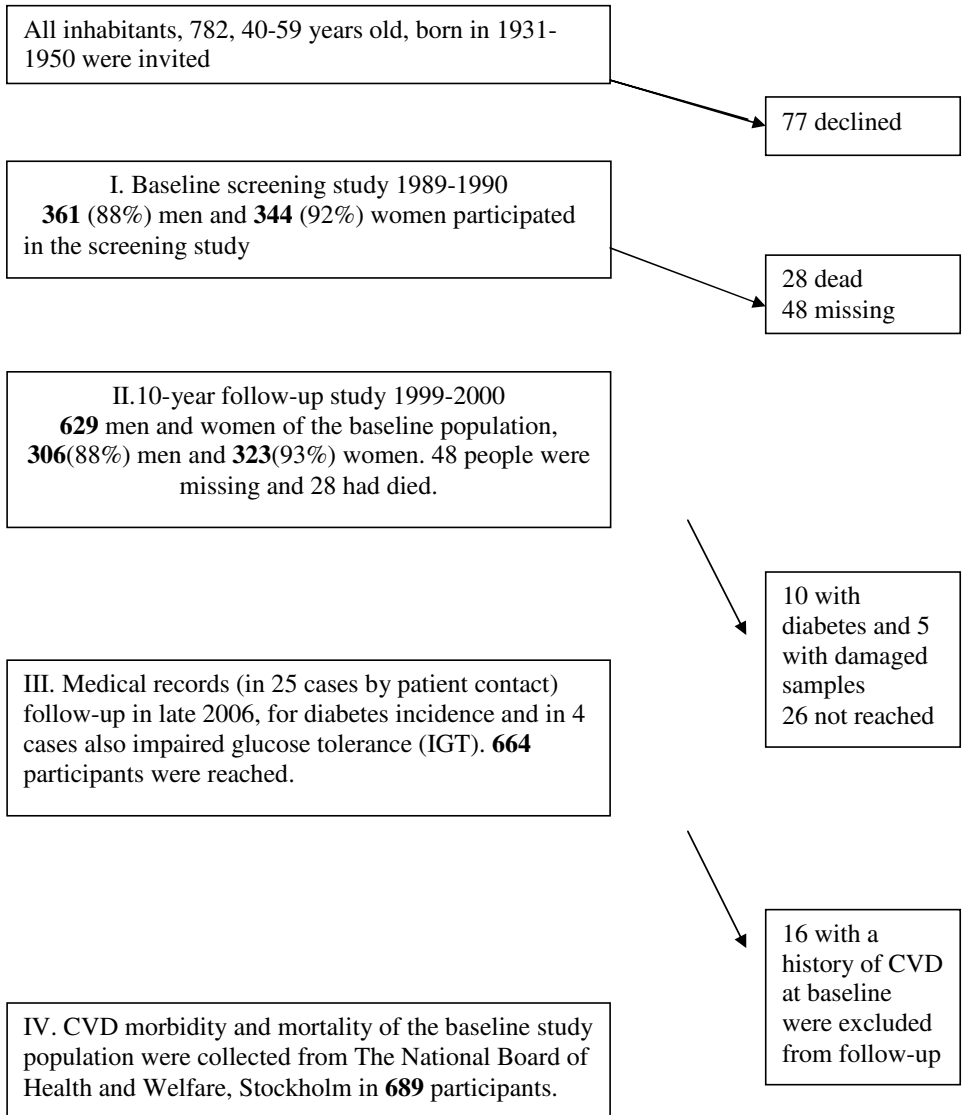 All inhabitants, 782, 40-59 years old, born in 1931-
1950 were invited
77 declined
I. Baseline screening study 1989-1990
361 (88%) men and 344 (92%) women participated
in the screening study
28 dead
48 missing
II.10-year follow-up study 1999-2000
629 men and women of the baseline population,
306(88%) men and 323(93%) women. 48 people were
missing and 28 had died.
10 with
diabetes and 5
with damaged
samples
26 not reached
III. Medical records (in 25 cases by patient contact)
follow-up in late 2006, for diabetes incidence and in 4
cases also impaired glucose tolerance (IGT). 664
participants were reached.
16 with a
history of CVD
at baseline
were excluded
from follow-up
IV. CVD morbidity and mortality of the baseline study
population were collected from The National Board of
Health and Welfare, Stockholm in 689 participants.